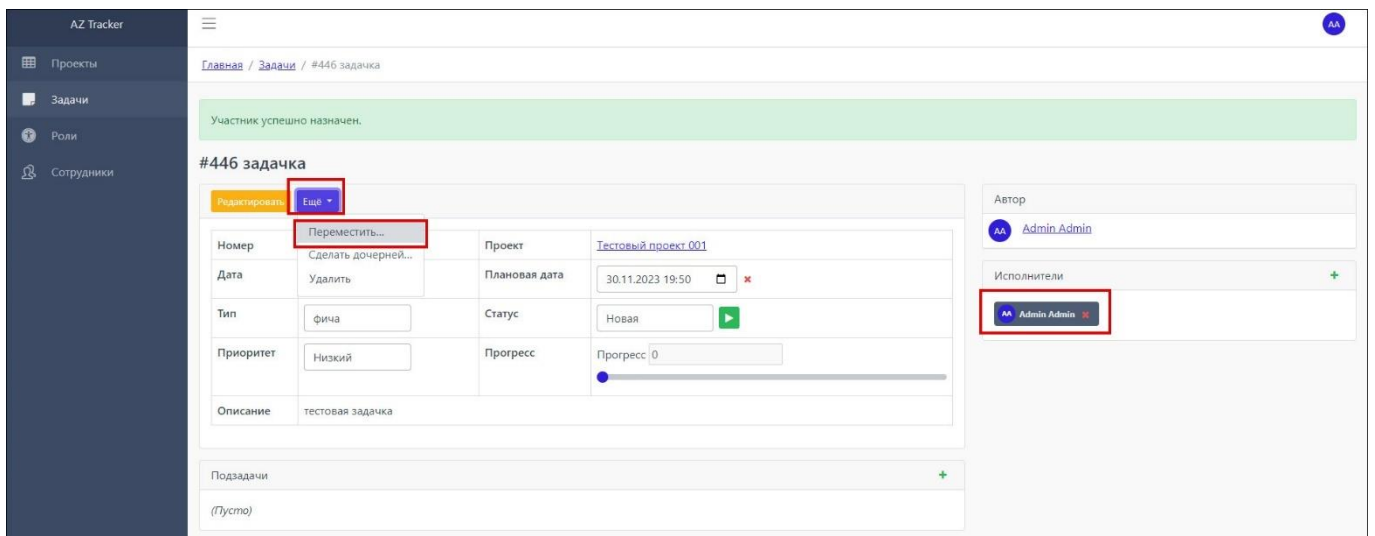 AZ Tracker
AA
Проекты
Задачи
Роли
Сотрудники
Главная / Задачи / #446 задачка
Участник успешно назначен.
#446 задачка
Редактировать Ещё
Переместить...
Сделать дочерней...
Удалить
Номер Проект Тестовый проект 001
Дата Плановая дата 30.11.2023 19:50
Тип фича Статус Новая
Приоритет Низкий Прогресс Прогресс 0
Описание тестовая задачка
Подзадачи +
(Пусто)
Автор
AA Admin Admin
Исполнители +
AA Admin Admin ×